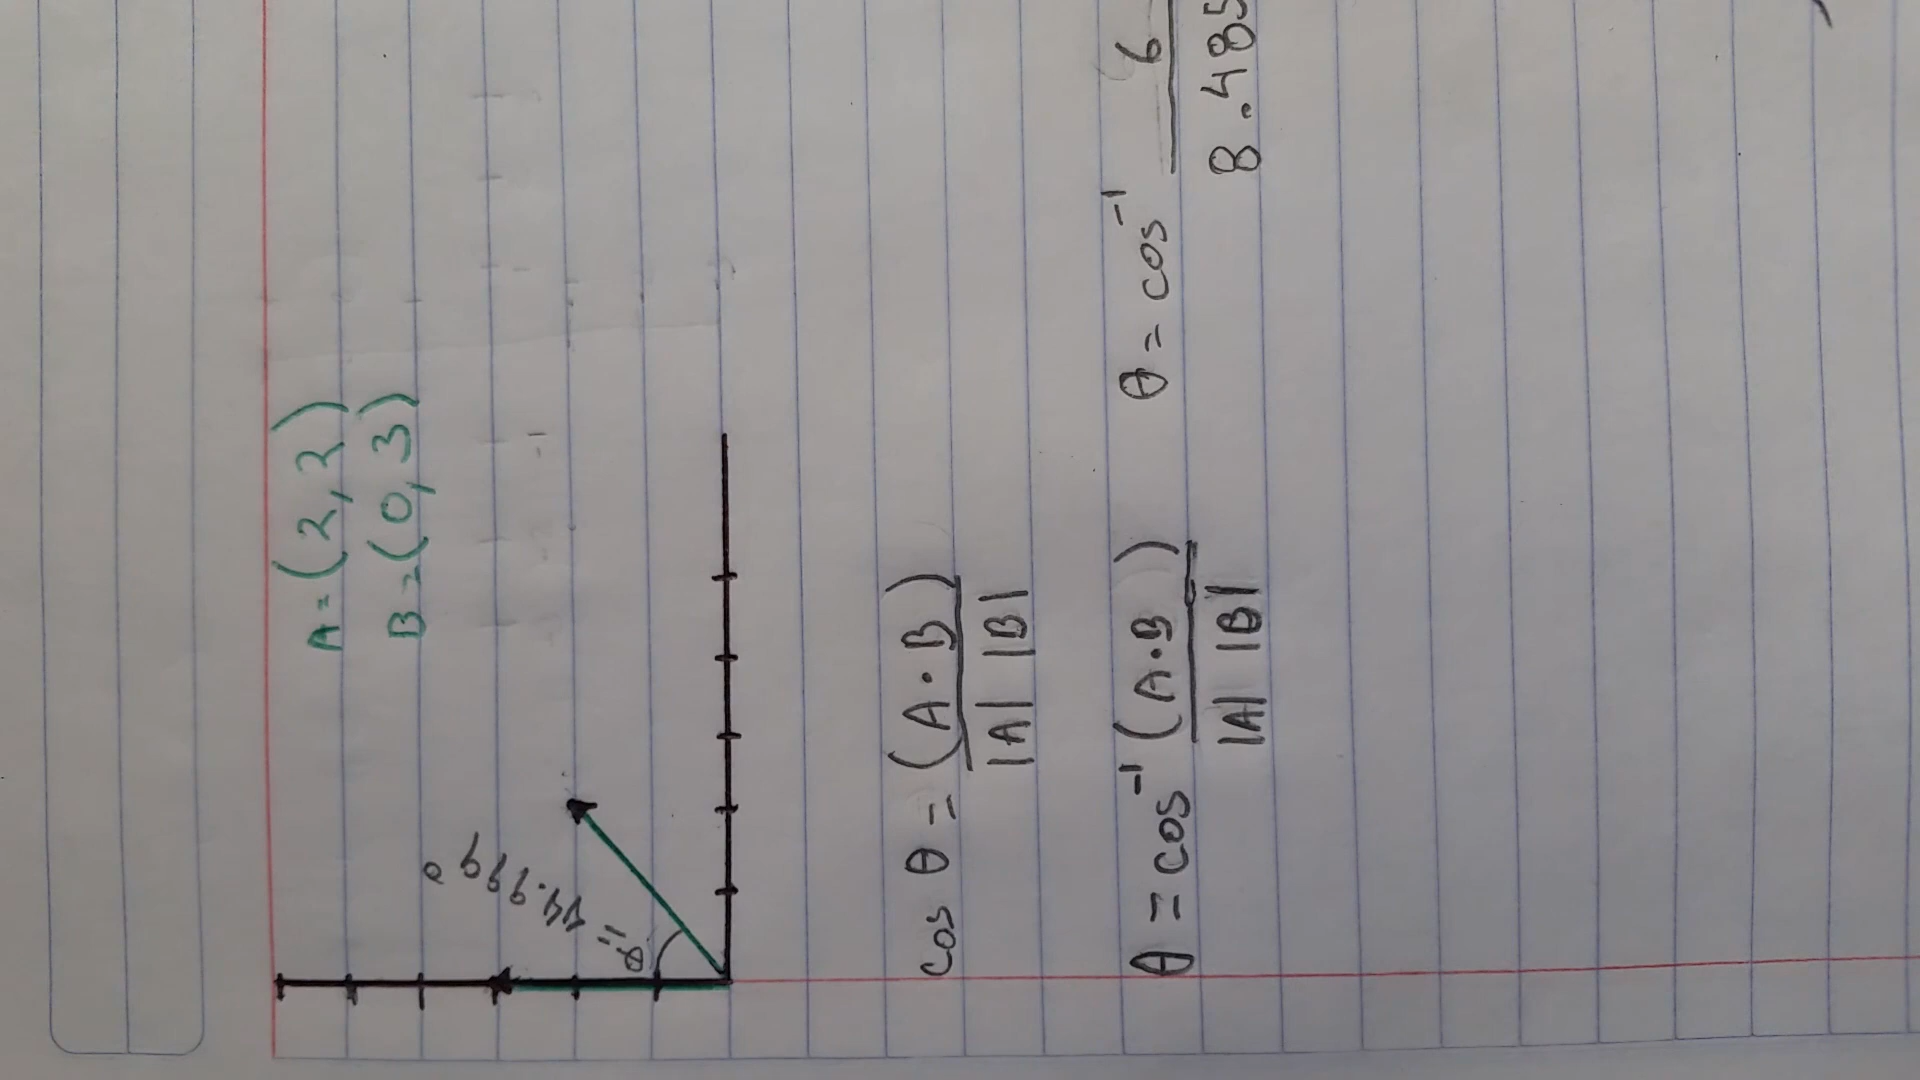 A=(2,2)
B=(0,3)
θ= 44.999°
cos θ = (A·B)
|A| |B|
θ = cos⁻¹ (A·B)
|A| |B|
θ = cos⁻¹ 6
8.485